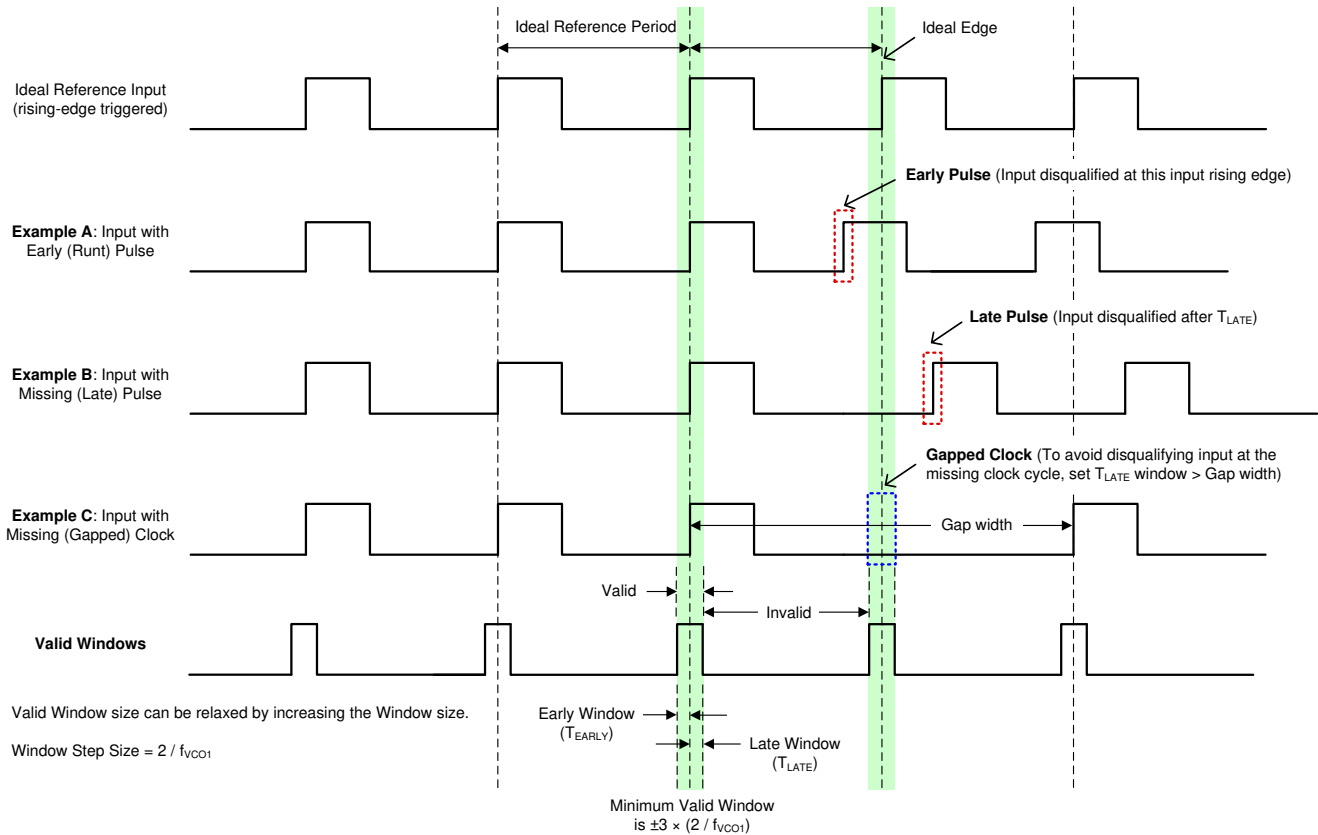 Ideal Reference Period
Ideal Edge
Ideal Reference Input
(rising-edge triggered)
Early Pulse (Input disqualified at this input rising edge)
Example A: Input with
Early (Runt) Pulse
Late Pulse (Input disqualified after TLATE)
Example B: Input with
Missing (Late) Pulse
Gapped Clock (To avoid disqualifying input at the
missing clock cycle, set TLATE window > Gap width)
Example C: Input with
Missing (Gapped) Clock
Gap width
Valid
Invalid
Valid Windows
Valid Window size can be relaxed by increasing the Window size.
Window Step Size = 2 / fVCO1
Early Window
(TEARLY)
Late Window
(TLATE)
Minimum Valid Window
is ±3 × (2 / fVCO1)